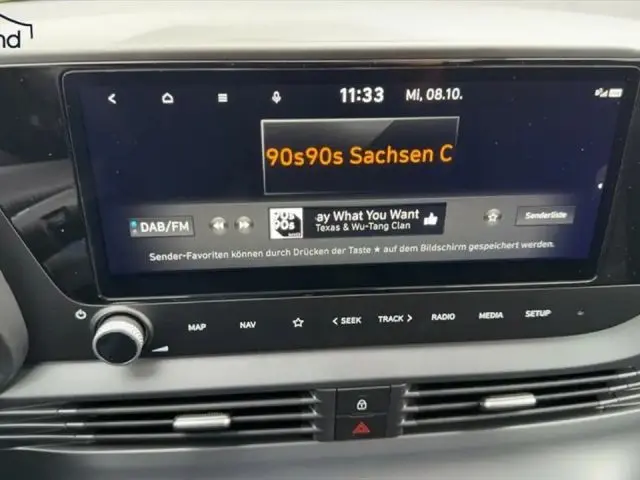 nd
11:33 Mi, 08.10.
90s90s Sachsen C
DAB/FM
90s
90s
ay What You Want
Texas & Wu-Tang Clan
Senderliste
Sender-Favoriten können durch Drücken der Taste ★ auf dem Bildschirm gespeichert werden.
MAP NAV ☆ < SEEK TRACK > RADIO MEDIA SETUP